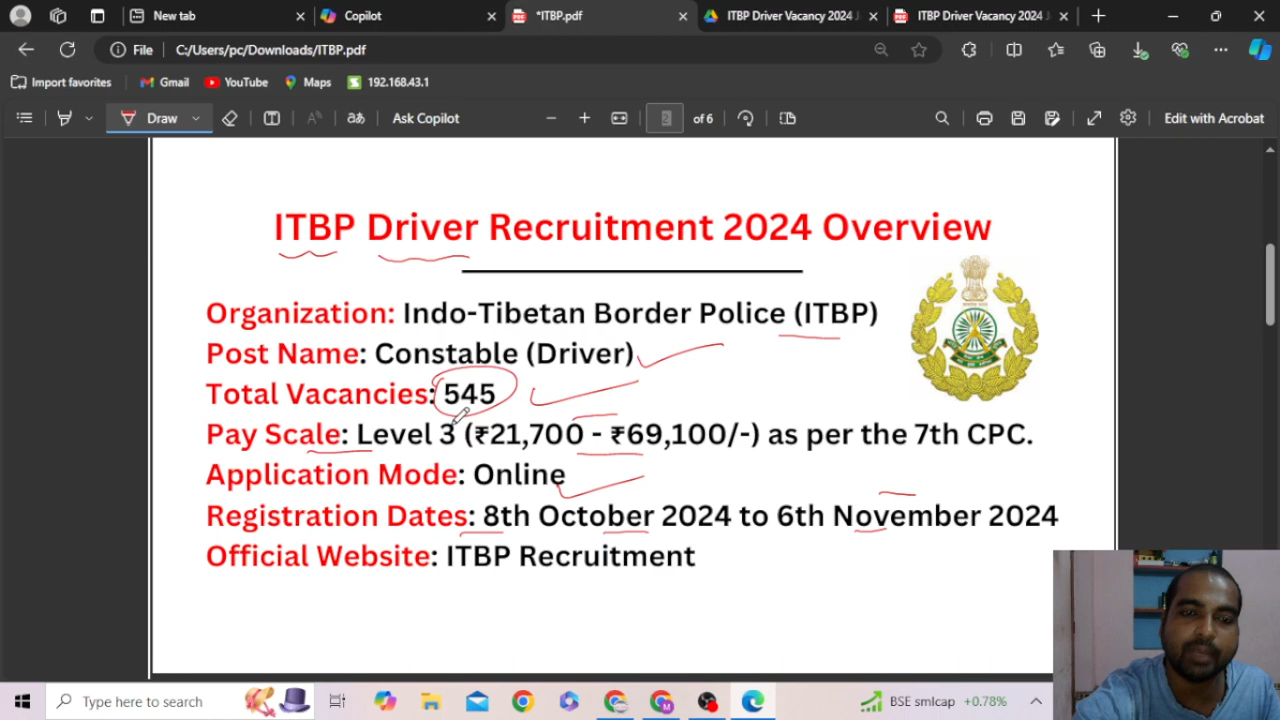 New tab
Copilot
*ITBP.pdf
ITBP Driver Vacancy 2024
ITBP Driver Vacancy 2024
File
C:/Users/pc/Downloads/ITBP.pdf
Import favorites
Gmail
YouTube
Maps
192.168.43.1
Draw
Ask Copilot
2 of 6
Edit with Acrobat
ITBP Driver Recruitment 2024 Overview
Organization: Indo-Tibetan Border Police (ITBP)
Post Name: Constable (Driver)
Total Vacancies: 545
Pay Scale: Level 3 (₹21,700 - ₹69,100/-) as per the 7th CPC.
Application Mode: Online
Registration Dates: 8th October 2024 to 6th November 2024
Official Website: ITBP Recruitment
Type here to search
BSE smlcap +0.78%